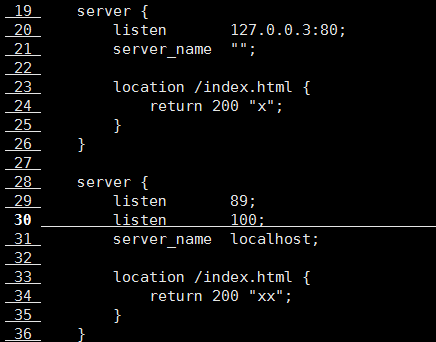 19    server {
20        listen       127.0.0.3:80;
21        server_name  "";
22
23        location /index.html {
24            return 200 "x";
25        }
26    }
27
28    server {
29        listen       89;
30        listen       100;
31        server_name  localhost;
32
33        location /index.html {
34            return 200 "xx";
35        }
36    }